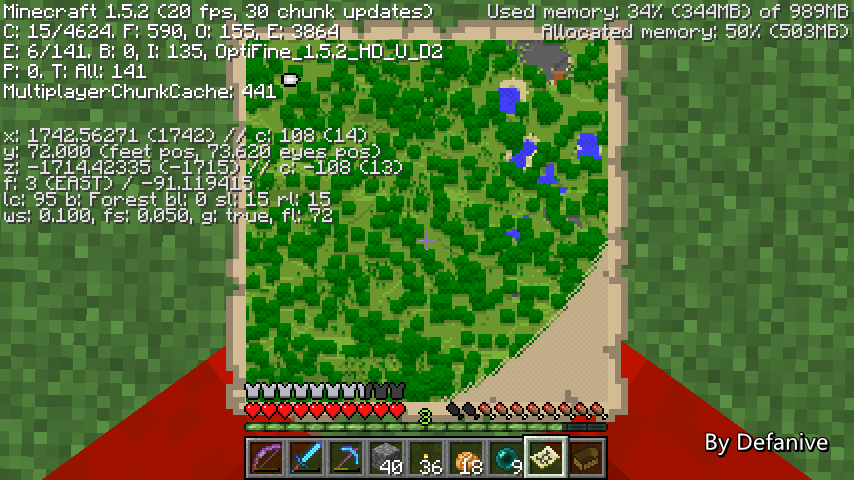 Minecraft 1.5.2 (20 fps, 30 chunk updates)
Used memory: 34% (344MB) of 989MB
C: 15/4624, F: 590, O: 155, E: 3864
Allocated memory: 50% (503MB)
E: 6/141, B: 0, I: 135, OptiFine_1.5.2_HD_U_D2
P: 0, T: All: 141
MultiplayerChunkCache: 441
x: 1742.56271 (1742) // c: 108 (14)
y: 72.000 (feet pos, 73.620 eyes pos)
z: -1714.42335 (-1715) // c: -108 (13)
f: 3 (EAST) / -91.119415
lc: 95 b: Forest bl: 0 sl: 15 rl: 15
ws: 0.100, fs: 0.050, g: true, fl: 72
8
40
36
18
9
By Defanive